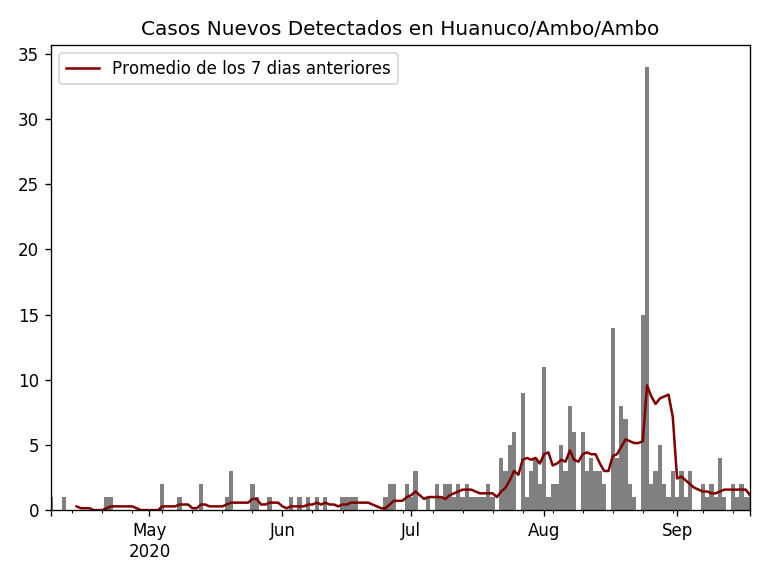 Casos Nuevos Detectados en Huanuco/Ambo/Ambo
Promedio de los 7 dias anteriores
35
30
25
20
15
10
5
0
May
2020
Jun
Jul
Aug
Sep